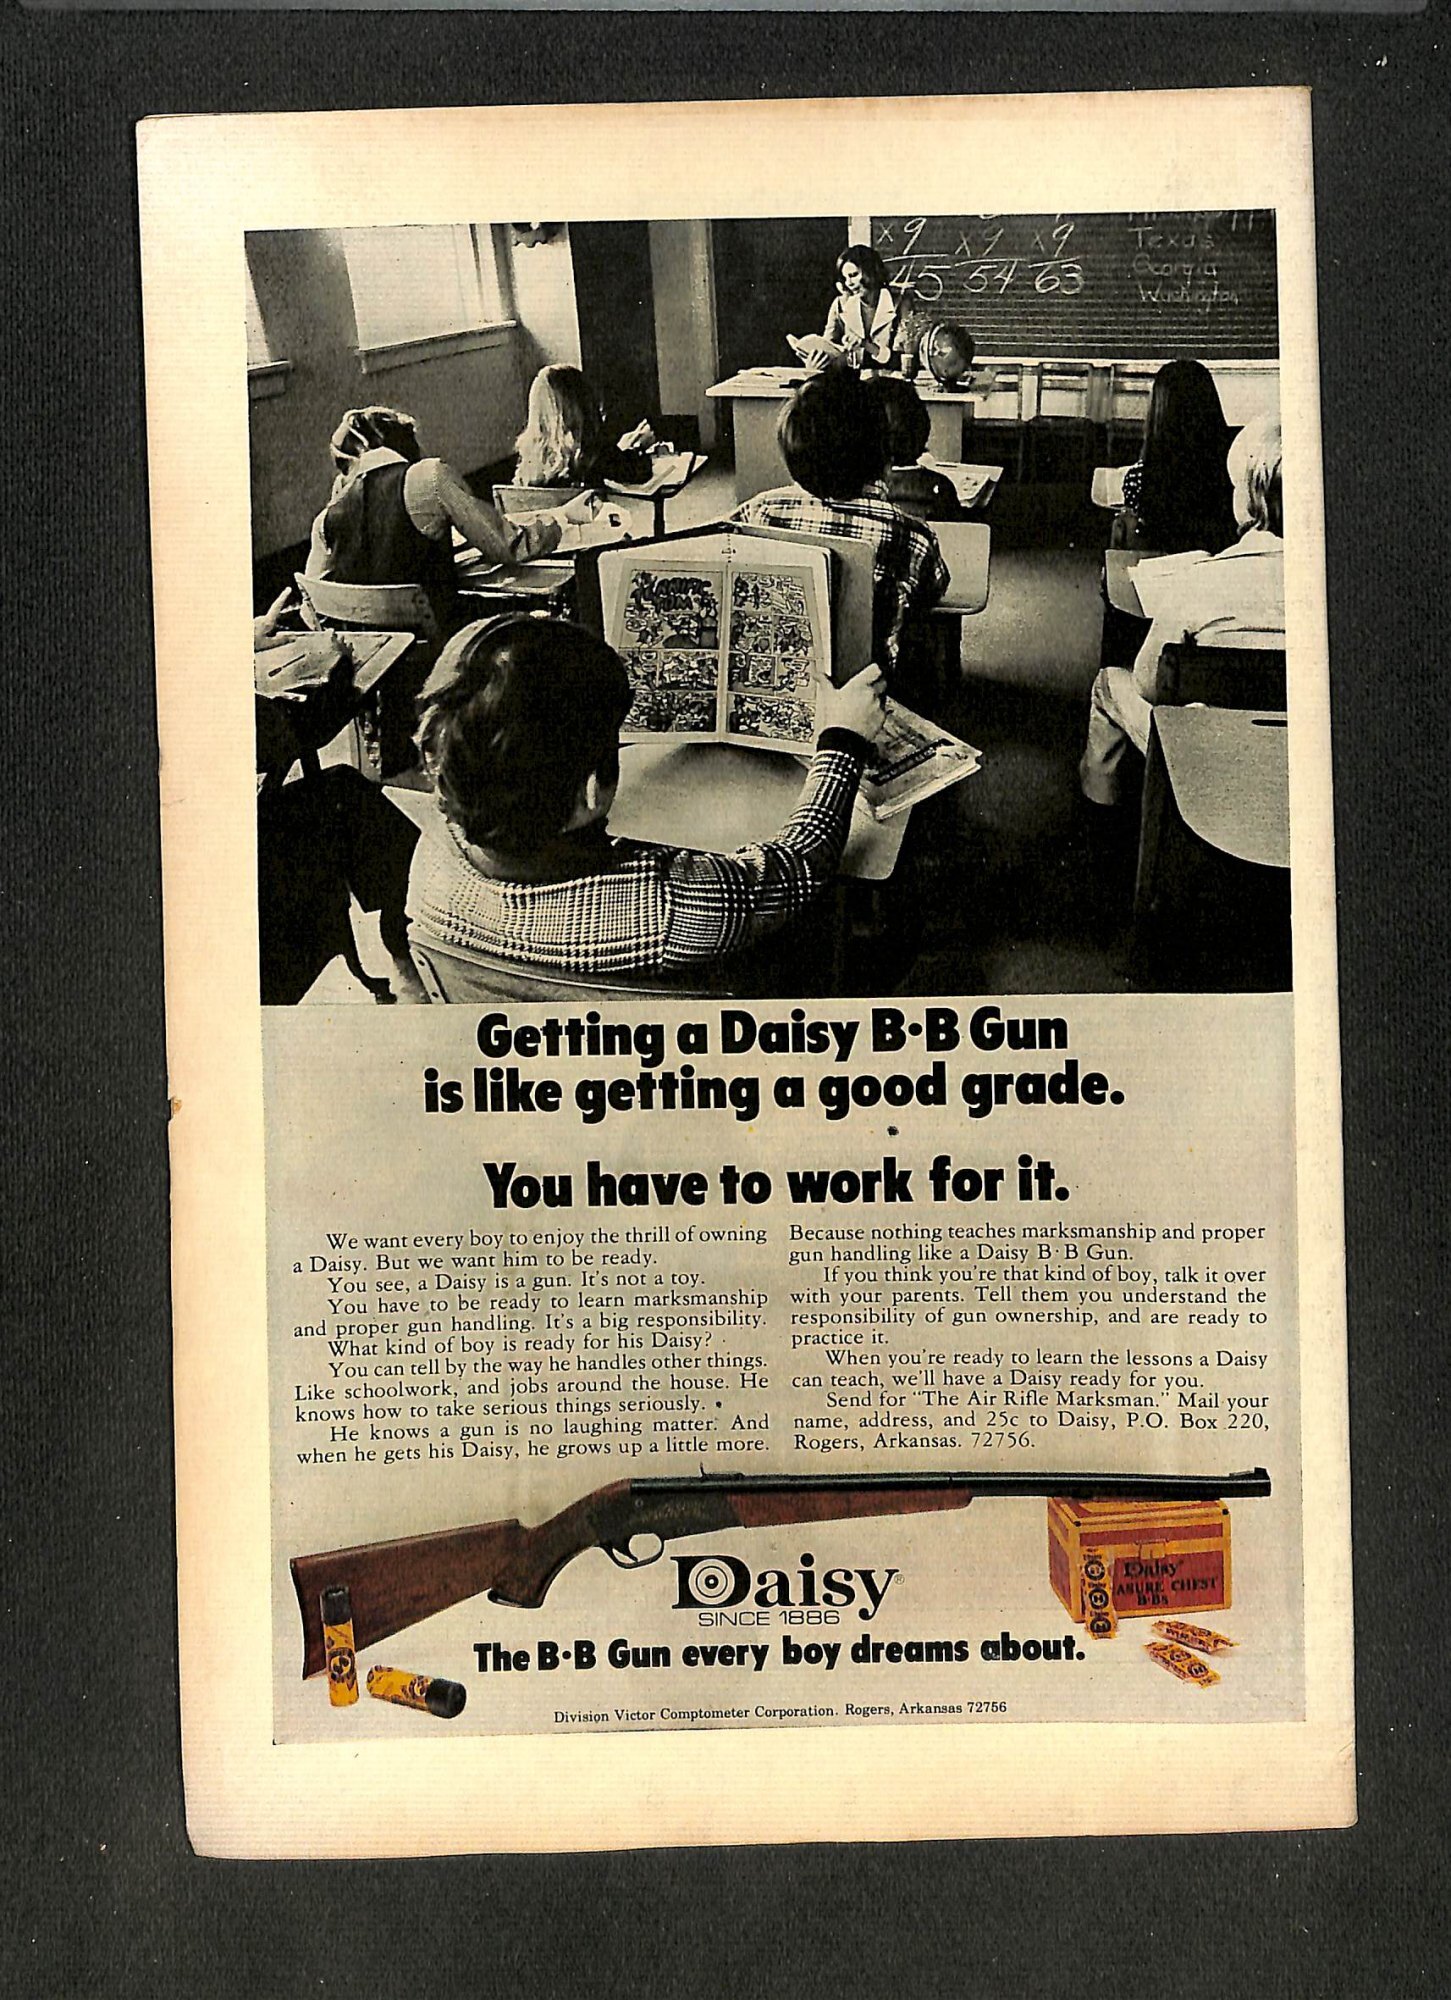 x9 x9 x9
45 54 63
Texas
Georgia
Washington
Getting a Daisy B·B Gun
is like getting a good grade.
You have to work for it.
We want every boy to enjoy the thrill of owning
a Daisy. But we want him to be ready.
You see, a Daisy is a gun. It's not a toy.
You have to be ready to learn marksmanship
and proper gun handling. It's a big responsibility.
What kind of boy is ready for his Daisy?
You can tell by the way he handles other things.
Like schoolwork, and jobs around the house. He
knows how to take serious things seriously.
He knows a gun is no laughing matter. And
when he gets his Daisy, he grows up a little more.
Because nothing teaches marksmanship and proper
gun handling like a Daisy B·B Gun.
If you think you're that kind of boy, talk it over
with your parents. Tell them you understand the
responsibility of gun ownership, and are ready to
practice it.
When you're ready to learn the lessons a Daisy
can teach, we'll have a Daisy ready for you.
Send for "The Air Rifle Marksman." Mail your
name, address, and 25c to Daisy, P.O. Box 220,
Rogers, Arkansas. 72756.
Daisy®
SINCE 1886
Daisy
ASURE CHEST
B·Bs
The B·B Gun every boy dreams about.
Division Victor Comptometer Corporation. Rogers, Arkansas 72756